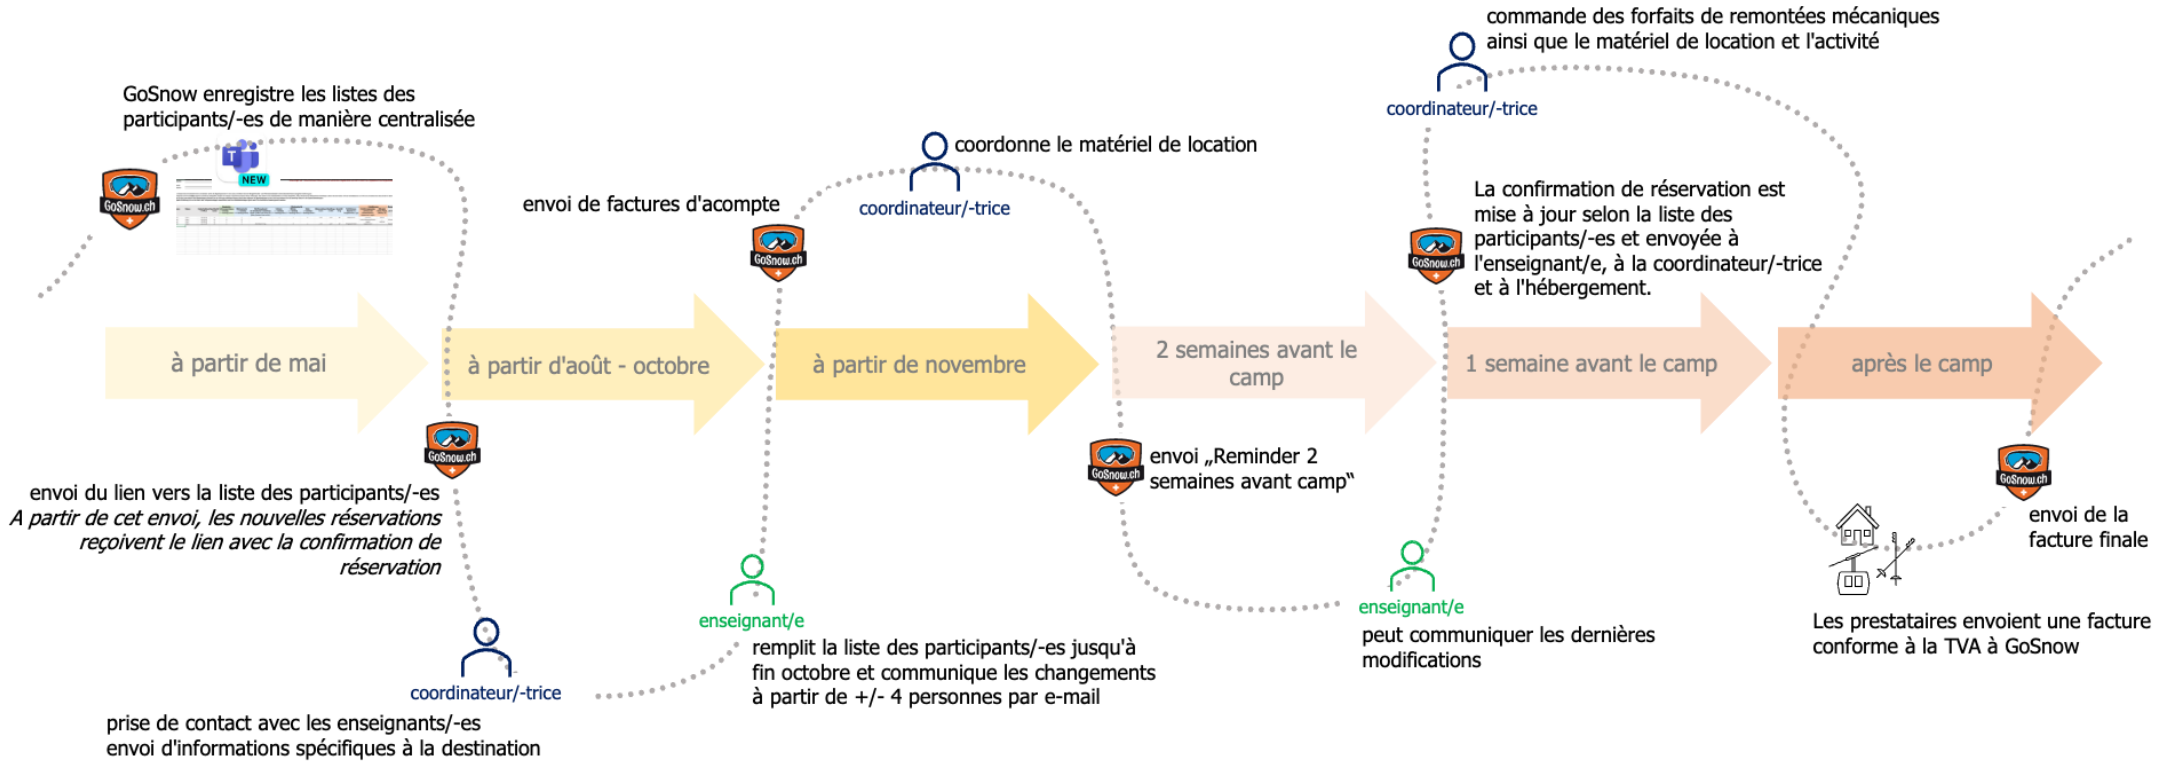 commande des forfaits de remontées mécaniques
ainsi que le matériel de location et l'activité
coordinateur/-trice
GoSnow enregistre les listes des
participants/-es de manière centralisée
T
NEW
GoSnow.ch
coordonne le matériel de location
coordinateur/-trice
envoi de factures d'acompte
GoSnow.ch
La confirmation de réservation est
mise à jour selon la liste des
participants/-es et envoyée à
l'enseignant/e, à la coordinateur/-trice
et à l'hébergement.
GoSnow.ch
à partir de mai
à partir d'août - octobre
à partir de novembre
2 semaines avant le
camp
1 semaine avant le camp
après le camp
GoSnow.ch
envoi du lien vers la liste des participants/-es
A partir de cet envoi, les nouvelles réservations
reçoivent le lien avec la confirmation de
réservation
GoSnow.ch
envoi „Reminder 2
semaines avant camp“
GoSnow.ch
envoi de la
facture finale
enseignant/e
remplit la liste des participants/-es jusqu'à
fin octobre et communique les changements
à partir de +/- 4 personnes par e-mail
enseignant/e
peut communiquer les dernières
modifications
Les prestataires envoient une facture
conforme à la TVA à GoSnow
coordinateur/-trice
prise de contact avec les enseignants/-es
envoi d'informations spécifiques à la destination